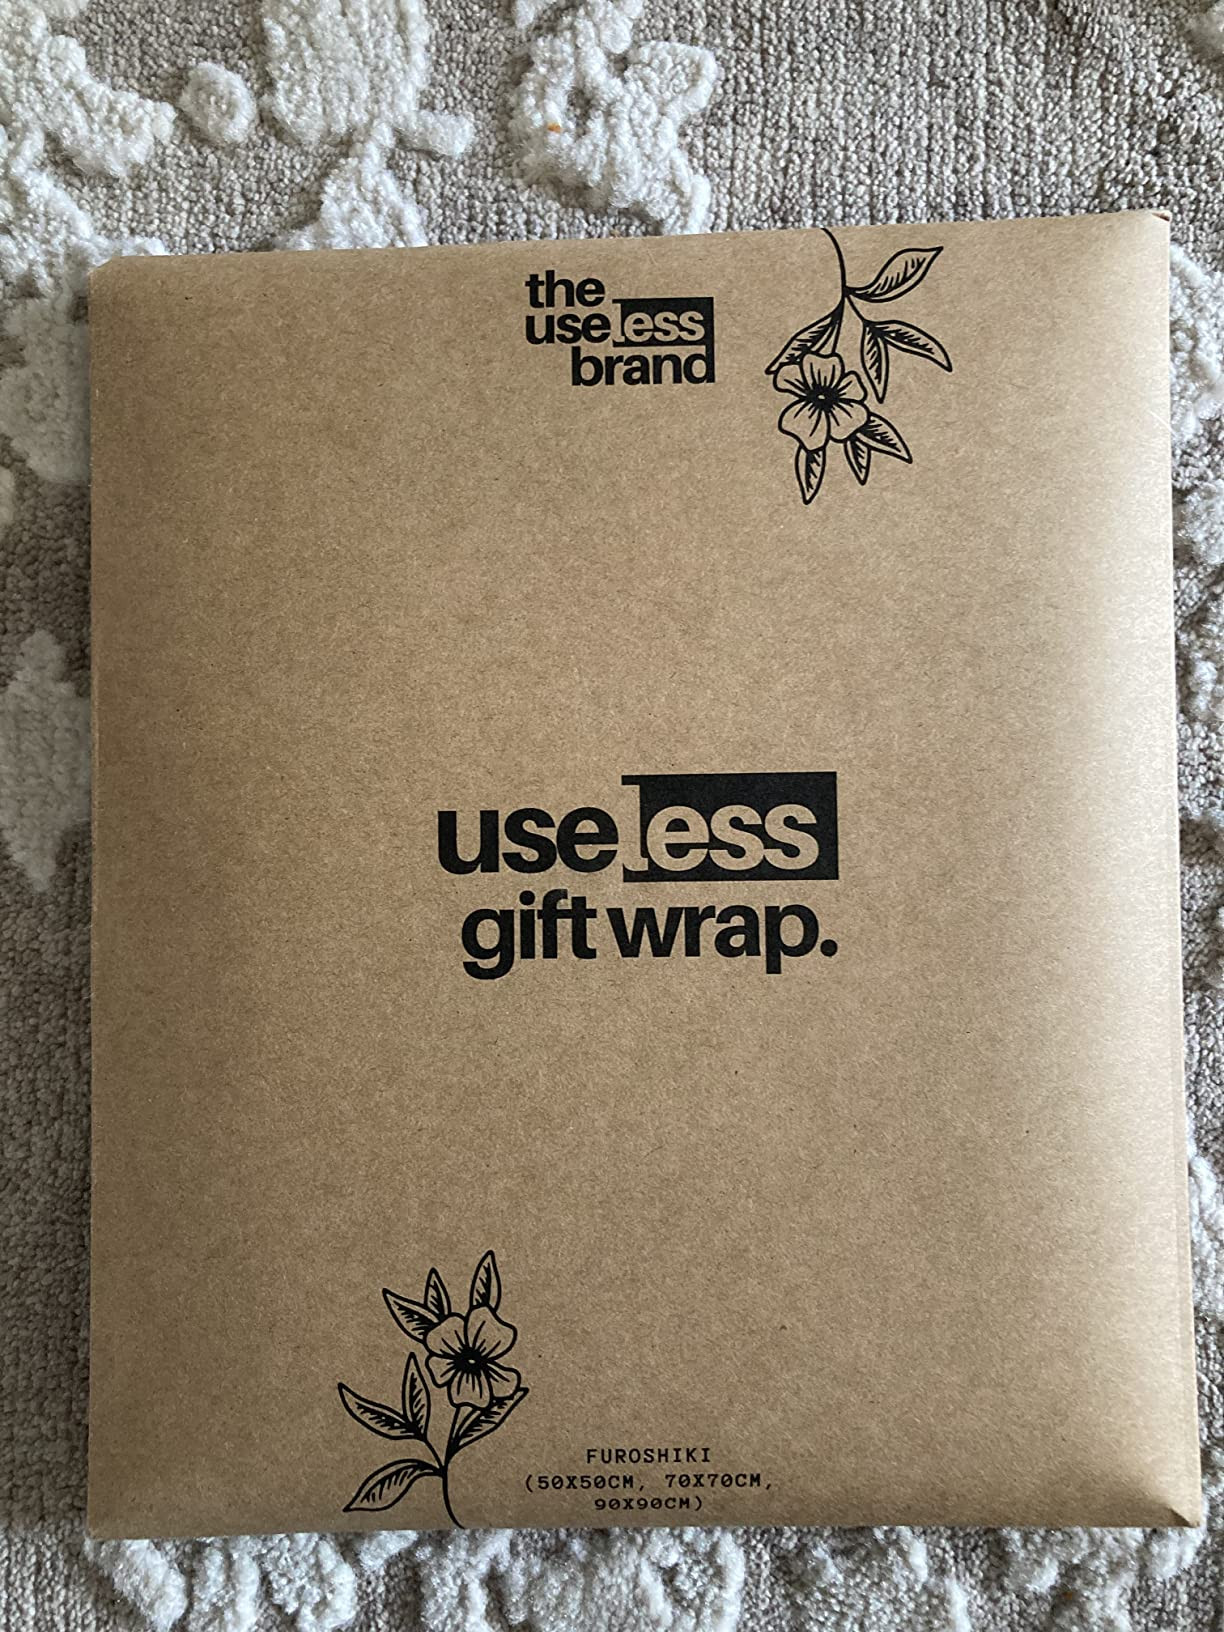 the
useless
brand
useless
gift wrap.
FUROSHIKI
(50X50CM, 70X70CM,
90X90CM)